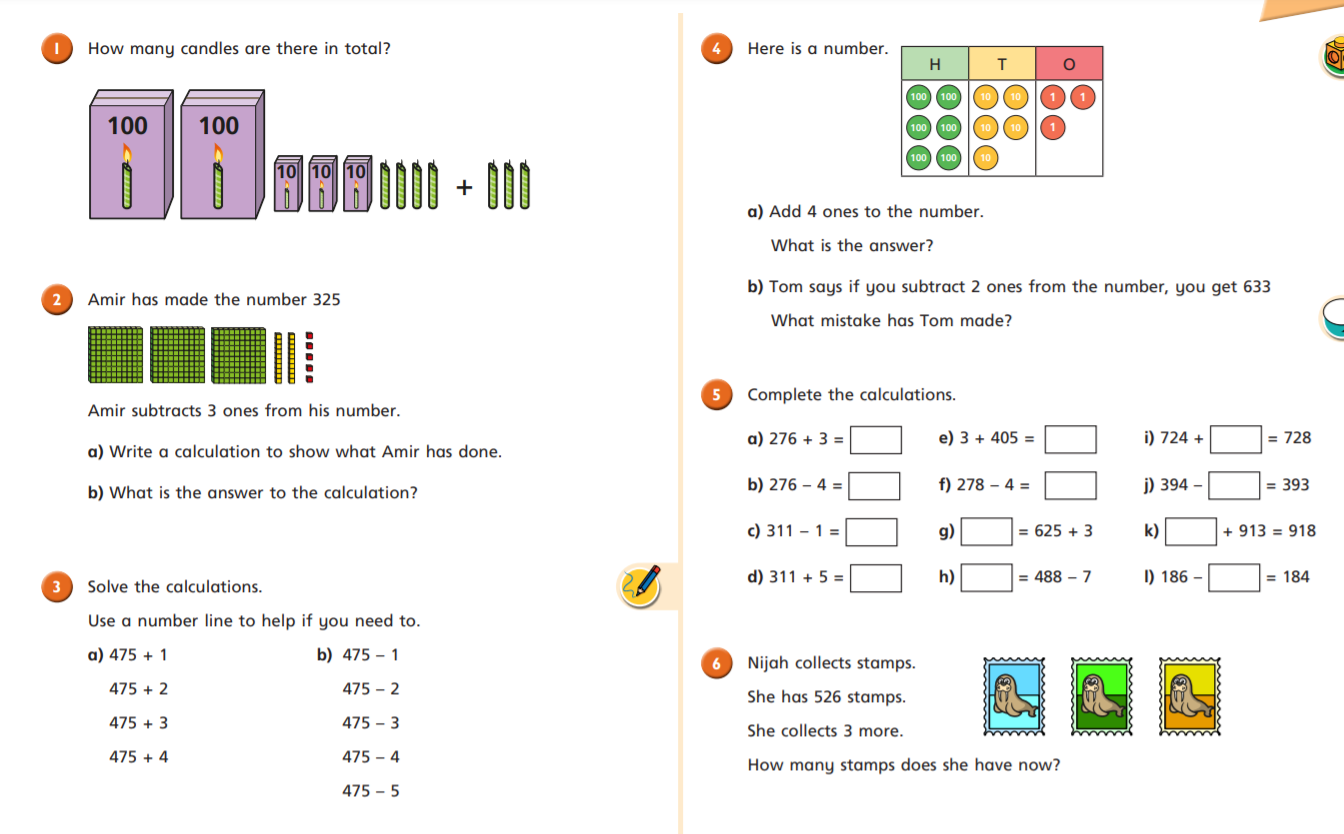 1 How many candles are there in total?
100 100
10 10 10
+
2 Amir has made the number 325
Amir subtracts 3 ones from his number.
a) Write a calculation to show what Amir has done.
b) What is the answer to the calculation?
3 Solve the calculations.
Use a number line to help if you need to.
a) 475 + 1 b) 475 – 1
475 + 2 475 – 2
475 + 3 475 – 3
475 + 4 475 – 4
475 – 5
4 Here is a number.
H T O
100 100 10 10 1 1
100 100 10 10 1
100 100 10
a) Add 4 ones to the number.
What is the answer?
b) Tom says if you subtract 2 ones from the number, you get 633
What mistake has Tom made?
5 Complete the calculations.
a) 276 + 3 = e) 3 + 405 = i) 724 + = 728
b) 276 – 4 = f) 278 – 4 = j) 394 – = 393
c) 311 – 1 = g) = 625 + 3 k) + 913 = 918
d) 311 + 5 = h) = 488 – 7 l) 186 – = 184
6 Nijah collects stamps.
She has 526 stamps.
She collects 3 more.
How many stamps does she have now?